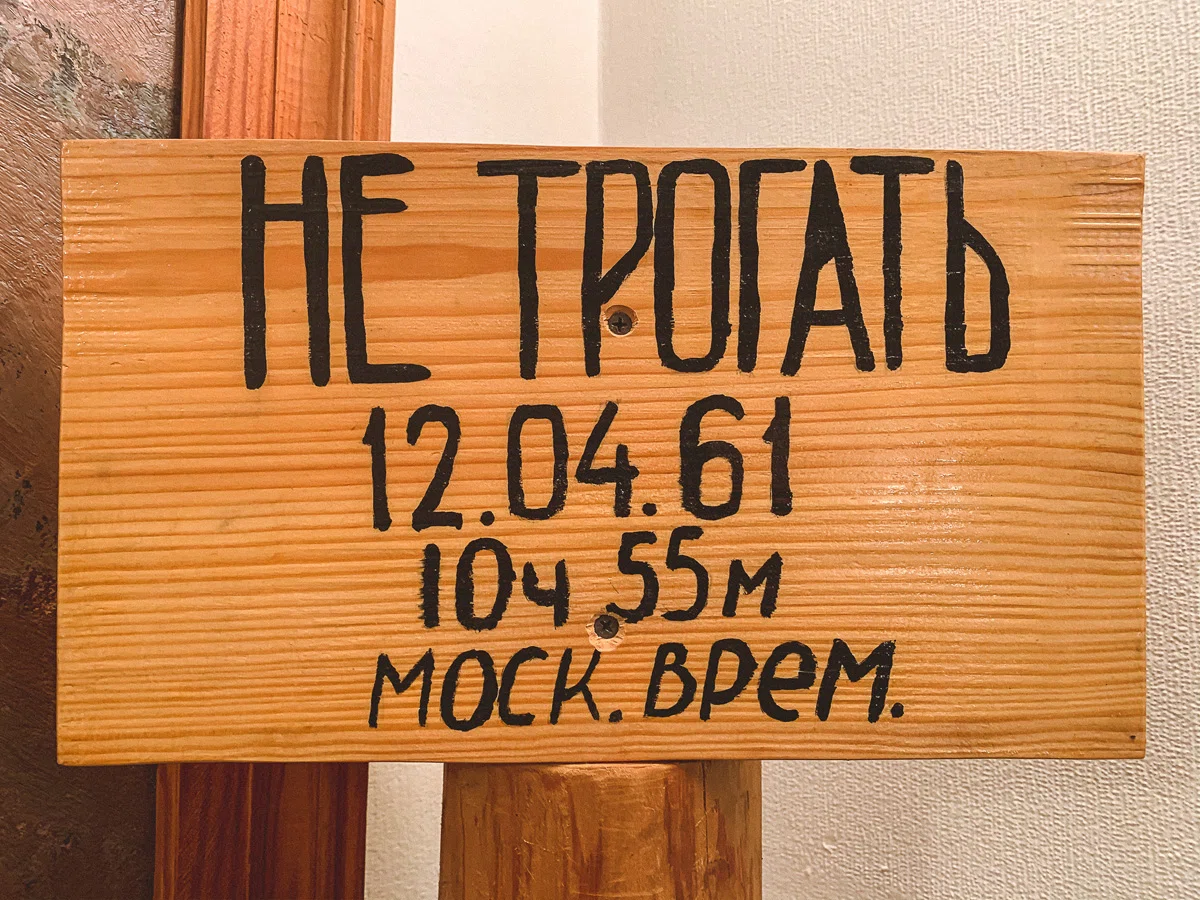 НЕ ТРОГАТЬ
12.04.61
10ч 55м
моск. врем.